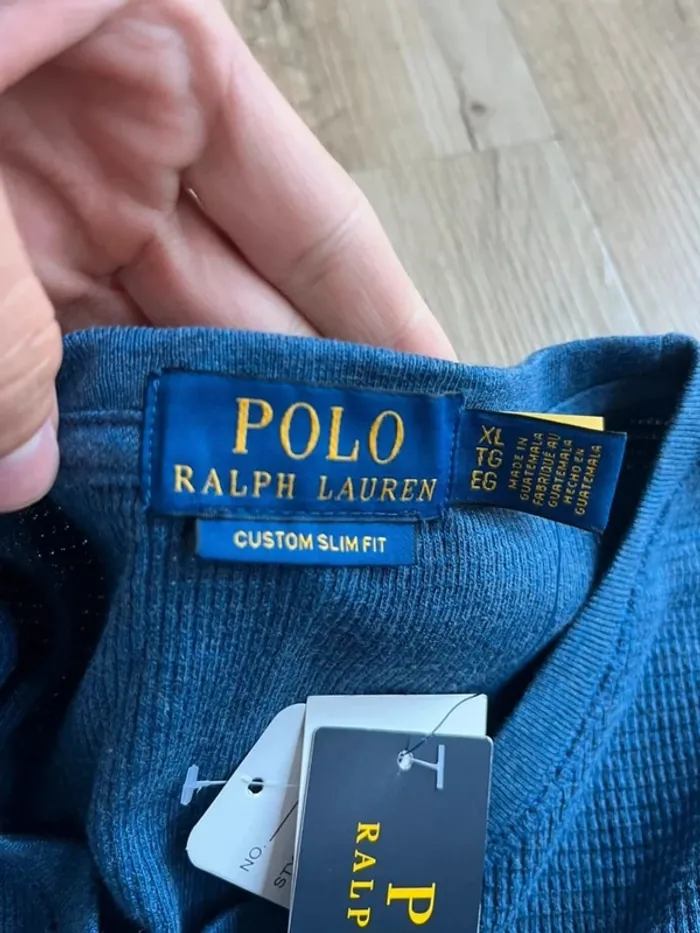 POLO
RALPH LAUREN
CUSTOM SLIM FIT
XL
TG
EG
MADE IN
GUATEMALA
FABRIQUÉ AU
GUATEMALA
HECHO EN
GUATEMALA
NO.
P
RALP